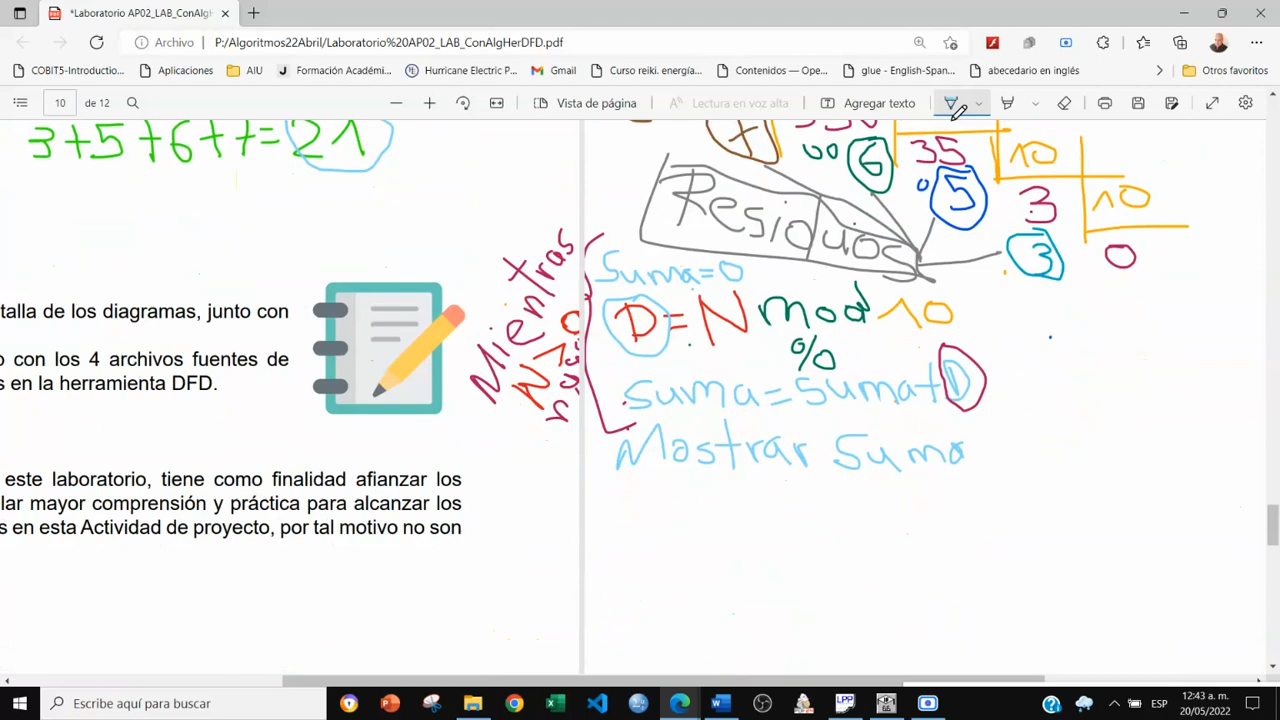 *Laboratorio AP02_LAB_ConAlgH
Archivo P:/Algoritmos22Abril/Laboratorio%20AP02_LAB_ConAlgHerDFD.pdf
COBIT5-Introductio... Aplicaciones AIU Formación Académi... Hurricane Electric P... Gmail Curso reiki. energía... Contenidos — Ope... glue - English-Span... abecedario en inglés Otros favoritos
10 de 12 Vista de página Lectura en voz alta Agregar texto
3+5+6+7=21
7
00 6 35 10
Residuos 0 5 3 10
3 0
Mientras
N>0
Suma=0
D=N mod 10
%
suma=suma+D
Mostrar Suma
talla de los diagramas, junto con
o con los 4 archivos fuentes de
s en la herramienta DFD.
este laboratorio, tiene como finalidad afianzar los
lar mayor comprensión y práctica para alcanzar los
s en esta Actividad de proyecto, por tal motivo no son
Escribe aquí para buscar
ESP
12:43 a. m.
20/05/2022